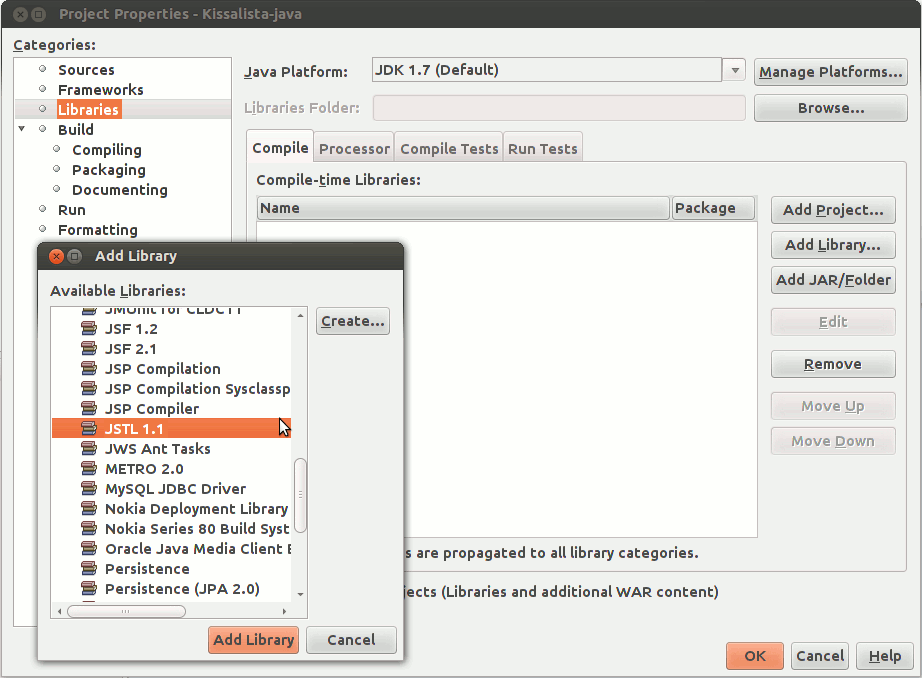 Project Properties - Kissalista-java
Categories:
Sources
Frameworks
Libraries
Build
Compiling
Packaging
Documenting
Run
Formatting
Java Platform:
JDK 1.7 (Default)
Manage Platforms...
Libraries Folder:
Browse...
Compile
Processor
Compile Tests
Run Tests
Compile-time Libraries:
Name
Package
Add Project...
Add Library...
Add JAR/Folder
Edit
Remove
Move Up
Move Down
s are propagated to all library categories.
jects (Libraries and additional WAR content)
OK
Cancel
Help
Add Library
Available Libraries:
JMUnit for CLDC11
JSF 1.2
JSF 2.1
JSP Compilation
JSP Compilation Sysclassp
JSP Compiler
JSTL 1.1
JWS Ant Tasks
METRO 2.0
MySQL JDBC Driver
Nokia Deployment Library
Nokia Series 80 Build Syst
Oracle Java Media Client E
Persistence
Persistence (JPA 2.0)
Create...
Add Library
Cancel